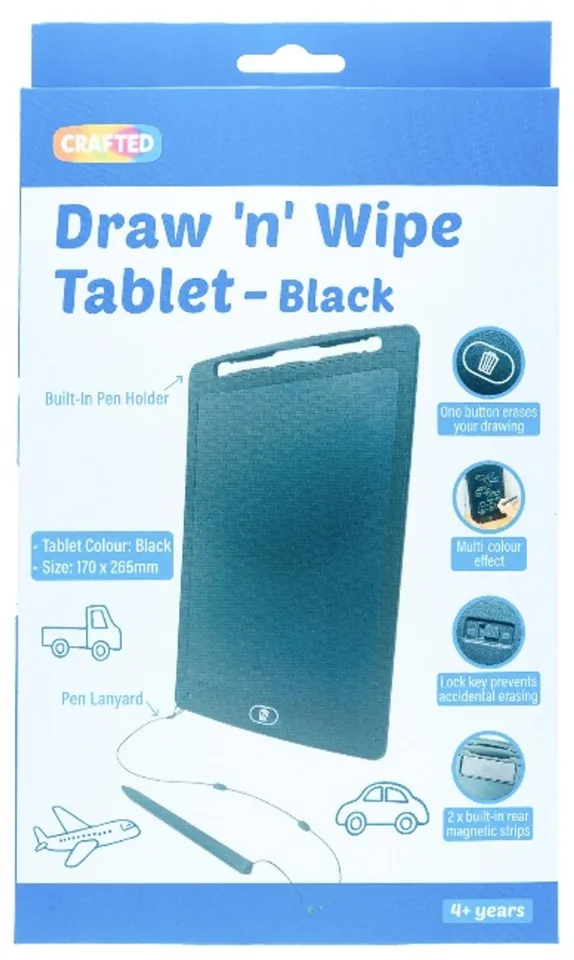 CRAFTED
Draw 'n' Wipe
Tablet - Black
Built-In Pen Holder
One button erases
your drawing
Multi colour
effect
- Tablet Colour: Black
- Size: 170 x 265mm
Lock key prevents
accidental erasing
Pen Lanyard
2 x built-in rear
magnetic strips
4+ years